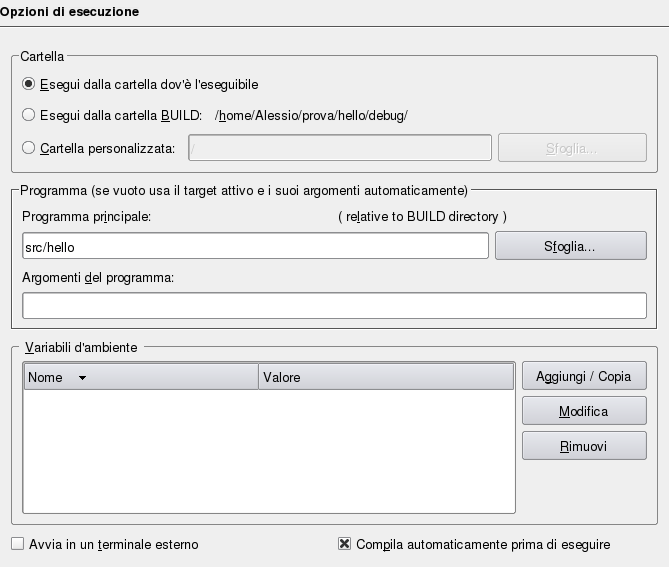 Opzioni di esecuzione
Cartella
Esegui dalla cartella dov'è l'eseguibile
Esegui dalla cartella BUILD: /home/Alessio/prova/hello/debug/
Cartella personalizzata: / Sfoglia...
Programma (se vuoto usa il target attivo e i suoi argomenti automaticamente)
Programma principale: ( relative to BUILD directory )
src/hello Sfoglia...
Argomenti del programma:
Variabili d'ambiente
Nome Valore Aggiungi / Copia
Modifica
Rimuovi
Avvia in un terminale esterno Compila automaticamente prima di eseguire